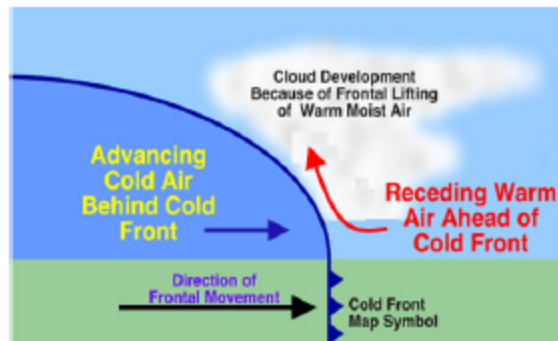 Cloud Development
Because of Frontal Lifting
of Warm Moist Air
Advancing
Cold Air
Behind Cold
Front
Receding Warm
Air Ahead of
Cold Front
Direction of
Frontal Movement
Cold Front
Map Symbol